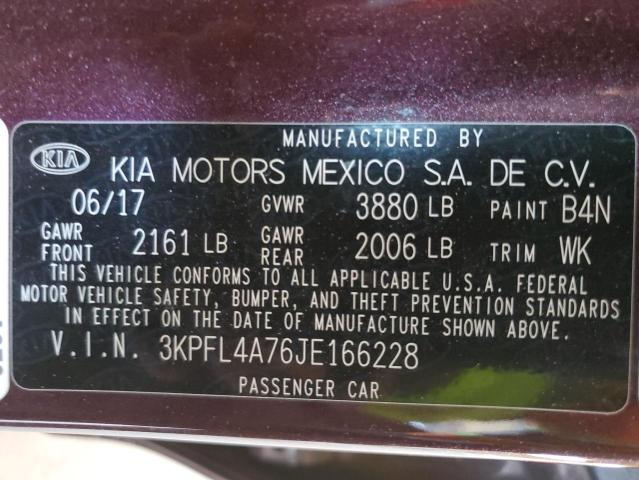 MANUFACTURED BY
KIA KIA MOTORS MEXICO S.A. DE C.V.
06/17 GVWR 3880 LB PAINT B4N
GAWR FRONT 2161 LB GAWR REAR 2006 LB TRIM WK
THIS VEHICLE CONFORMS TO ALL APPLICABLE U.S.A. FEDERAL
MOTOR VEHICLE SAFETY, BUMPER, AND THEFT PREVENTION STANDARDS
IN EFFECT ON THE DATE OF MANUFACTURE SHOWN ABOVE.
V.I.N. 3KPFL4A76JE166228
PASSENGER CAR